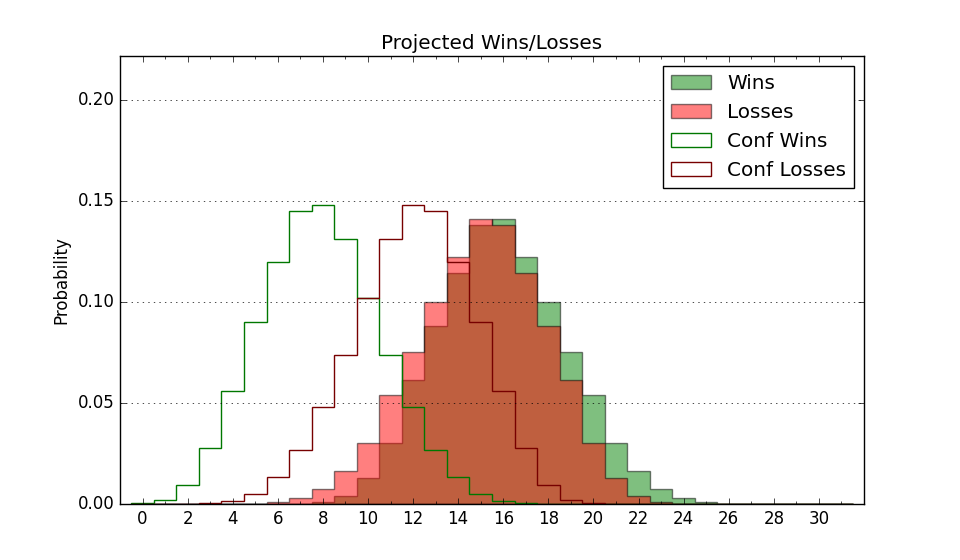 Projected Wins/Losses
Wins
Losses
Conf Wins
Conf Losses
Probability
0.20
0.15
0.10
0.05
0.00
0 2 4 6 8 10 12 14 16 18 20 22 24 26 28 30